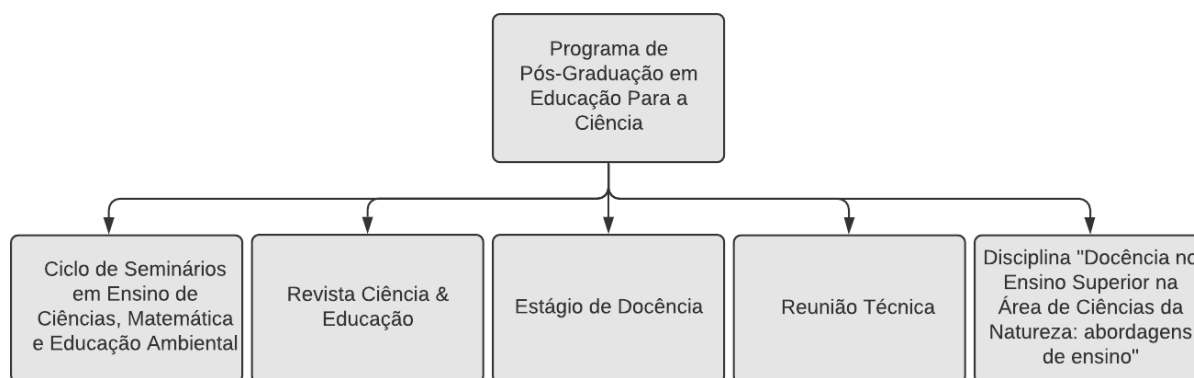 Programa de
Pós-Graduação em
Educação Para a
Ciência
Ciclo de Seminários
em Ensino de
Ciências, Matemática
e Educação Ambiental
Revista Ciência &
Educação
Estágio de Docência
Reunião Técnica
Disciplina "Docência no
Ensino Superior na
Área de Ciências da
Natureza: abordagens
de ensino"